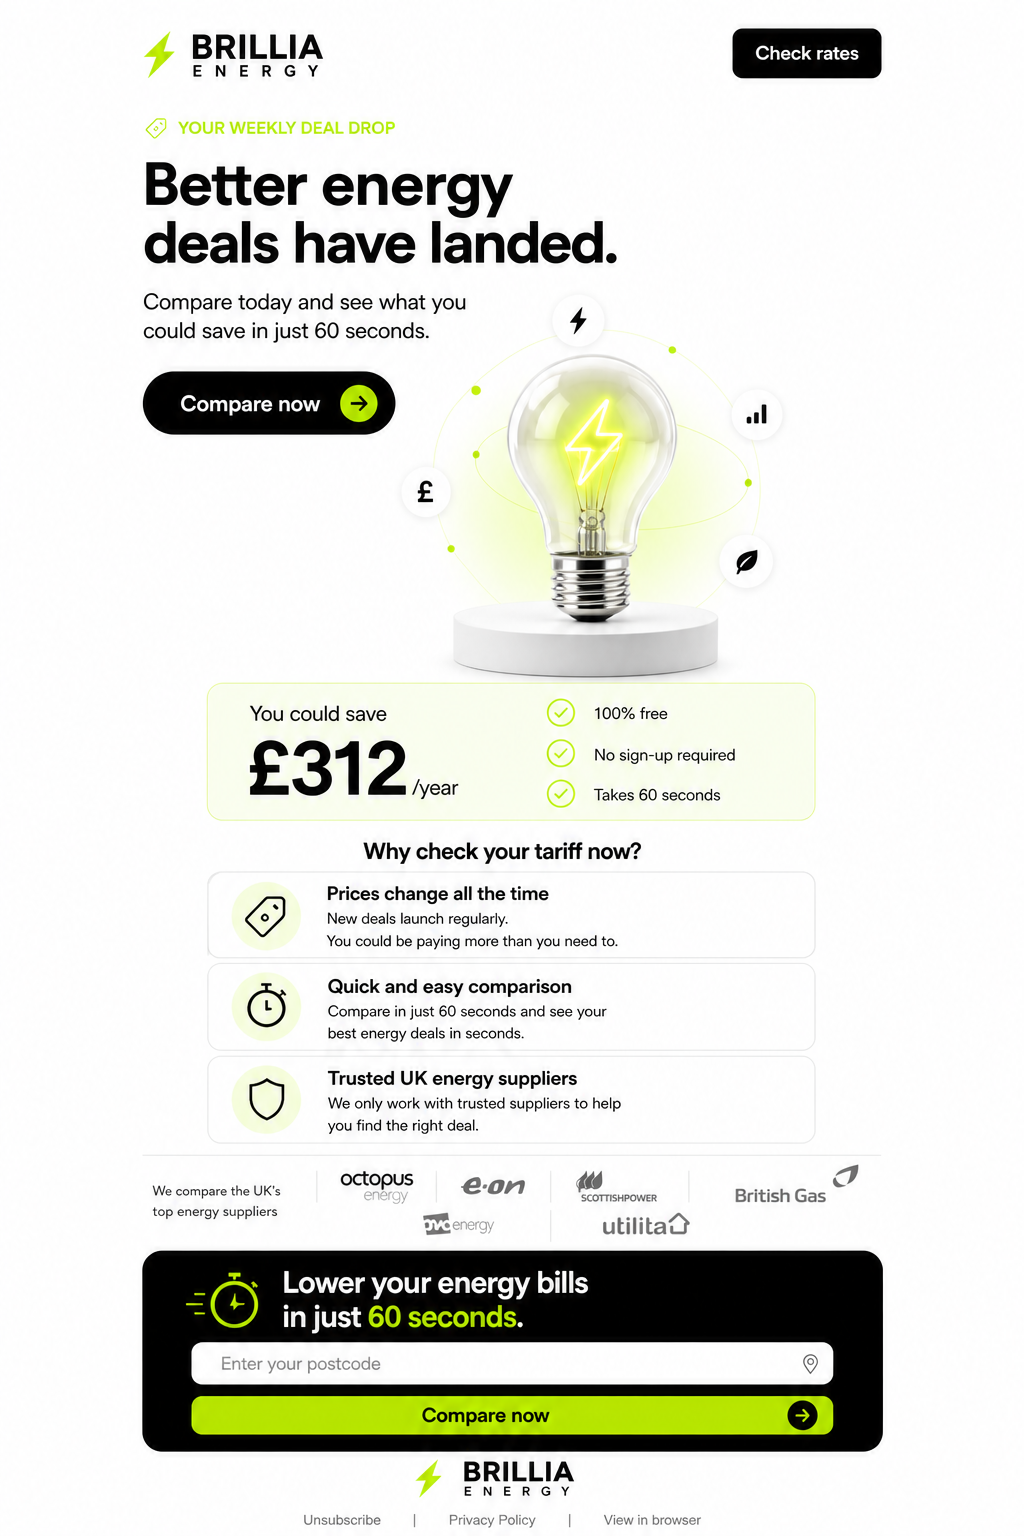 BRILLIA
ENERGY
Check rates
YOUR WEEKLY DEAL DROP
Better energy
deals have landed.
Compare today and see what you
could save in just 60 seconds.
Compare now
£
You could save
£312 /year
100% free
No sign-up required
Takes 60 seconds
Why check your tariff now?
Prices change all the time
New deals launch regularly.
You could be paying more than you need to.
Quick and easy comparison
Compare in just 60 seconds and see your
best energy deals in seconds.
Trusted UK energy suppliers
We only work with trusted suppliers to help
you find the right deal.
We compare the UK's
top energy suppliers
octopus
energy
e·on
SCOTTISHPOWER
British Gas
energy
utilita
Lower your energy bills
in just 60 seconds.
Enter your postcode
Compare now
BRILLIA
ENERGY
Unsubscribe | Privacy Policy | View in browser